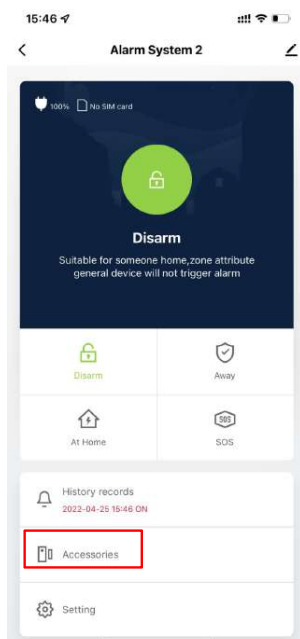 15:46
Alarm System 2
100% No SIM card
Disarm
Suitable for someone home,zone attribute
general device will not trigger alarm
Disarm
Away
At Home
SOS
SOS
History records
2022-04-25 15:46 ON
Accessories
Setting